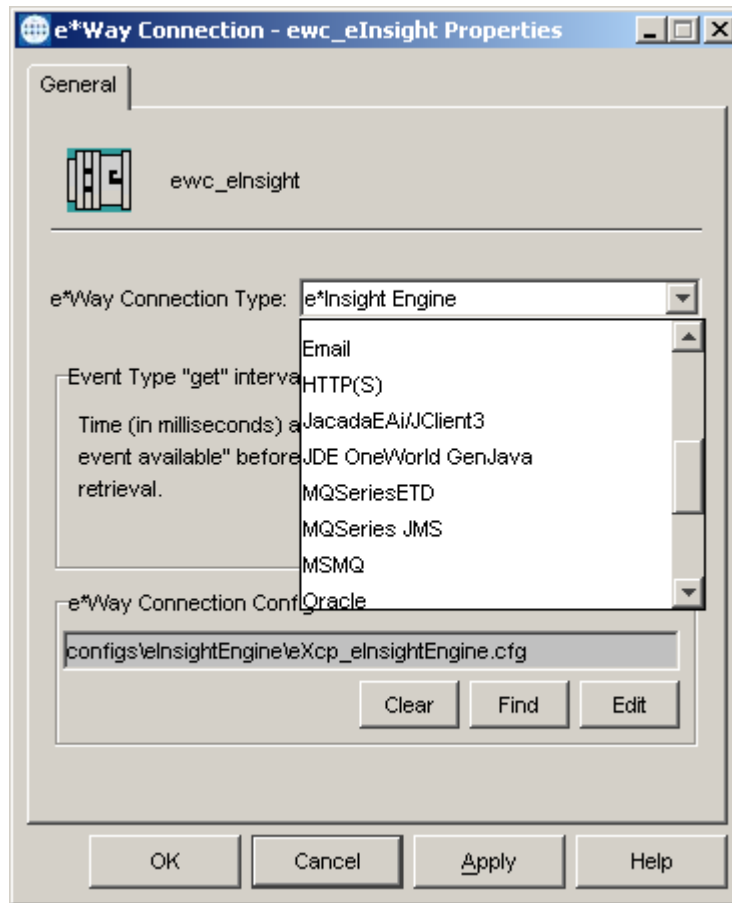 e*Way Connection - ewc_eInsight Properties
General
ewc_eInsight
e*Way Connection Type: e*Insight Engine
Email
HTTP(S)
JacadaEAi/JClient3
JDE OneWorld GenJava
MQSeriesETD
MQSeries JMS
MSMQ
Oracle
Event Type "get" interva
Time (in milliseconds) a
event available" before
retrieval.
e*Way Connection Conf
configs\eInsightEngine\eXcp_eInsightEngine.cfg
Clear Find Edit
OK Cancel Apply Help